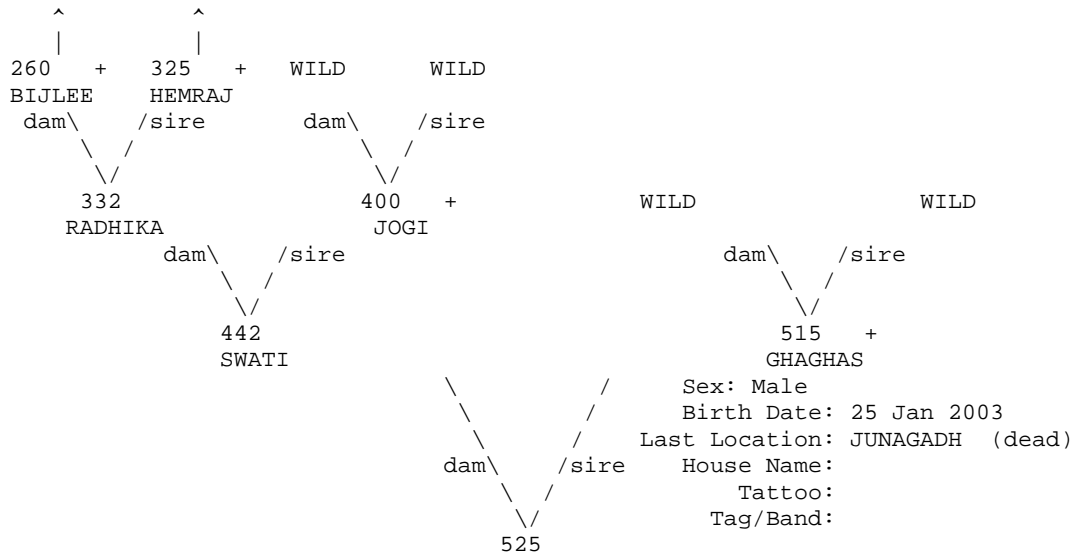 ^ ^
| |
260 + 325 + WILD WILD
BIJLEE HEMRAJ
dam\ /sire dam\ /sire
\ / \ /
\/ \/
332 400 + WILD WILD
RADHIKA JOGI
dam\ /sire dam\ /sire
\ / \ /
\/ \/
442 515 +
SWATI GHAGHAS
\ / Sex: Male
\ / Birth Date: 25 Jan 2003
\ / Last Location: JUNAGADH (dead)
dam\ /sire House Name:
\ / Tattoo:
\/ Tag/Band:
525